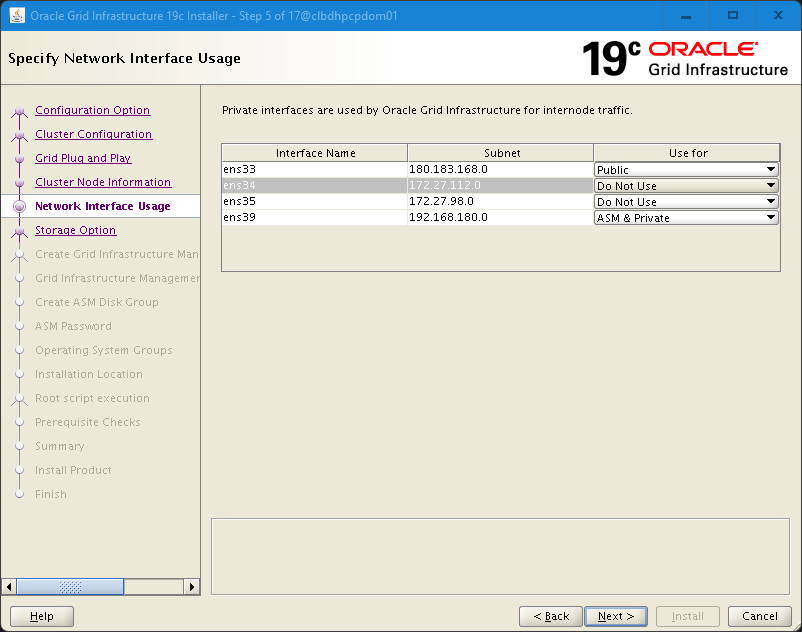 Oracle Grid Infrastructure 19c Installer - Step 5 of 17@clbdhpcpdom01
Specify Network Interface Usage
19c ORACLE
Grid Infrastructure
Configuration Option
Cluster Configuration
Grid Plug and Play
Cluster Node Information
Network Interface Usage
Storage Option
Create Grid Infrastructure Man
Grid Infrastructure Managemen
Create ASM Disk Group
ASM Password
Operating System Groups
Installation Location
Root script execution
Prerequisite Checks
Summary
Install Product
Finish
Private interfaces are used by Oracle Grid Infrastructure for internode traffic.
Interface Name Subnet Use for
ens33 180.183.168.0 Public
ens34 172.27.112.0 Do Not Use
ens35 172.27.98.0 Do Not Use
ens39 192.168.180.0 ASM & Private
Help < Back Next > Install Cancel